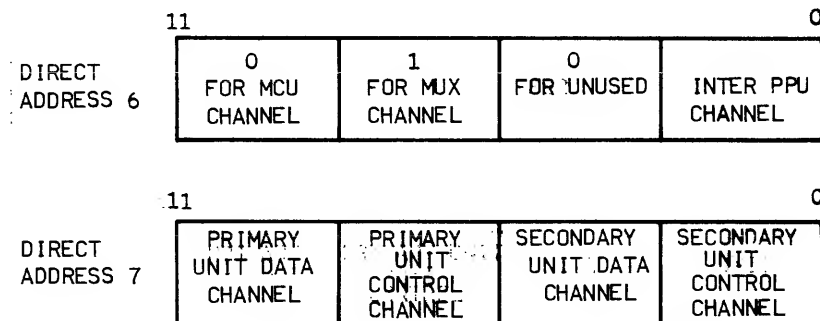 11 0
DIRECT
ADDRESS 6
0
FOR MCU
CHANNEL
1
FOR MUX
CHANNEL
0
FOR UNUSED
INTER PPU
CHANNEL
11 0
DIRECT
ADDRESS 7
PRIMARY
UNIT DATA
CHANNEL
PRIMARY
UNIT
CONTROL
CHANNEL
SECONDARY
UNIT DATA
CHANNEL
SECONDARY
UNIT
CONTROL
CHANNEL